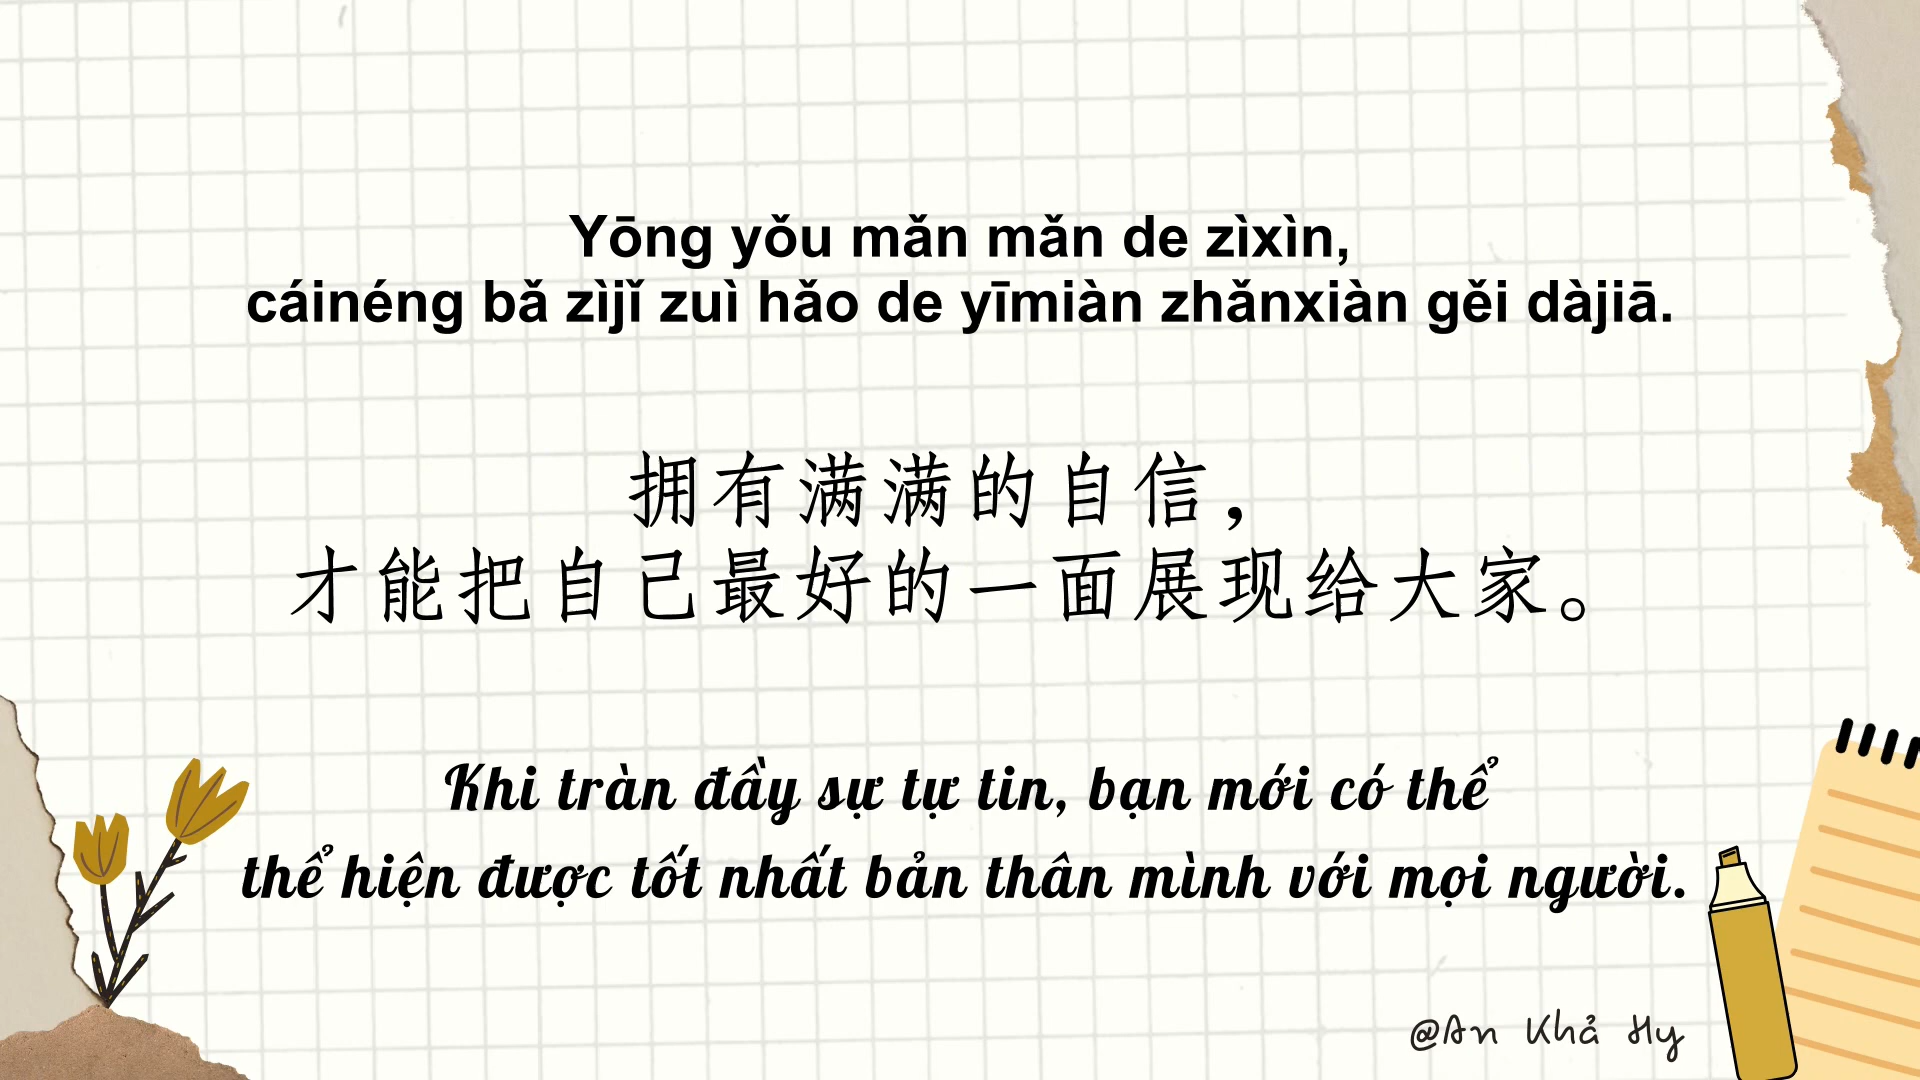 Yōng yǒu mǎn mǎn de zìxìn,
cáinéng bǎ zìjǐ zuì hǎo de yīmiàn zhǎnxiàn gěi dàjiā.
拥有满满的自信，
才能把自己最好的一面展现给大家。
Khi tràn đầy sự tự tin, bạn mới có thể
thể hiện được tốt nhất bản thân mình với mọi người.
@An Khả Hy